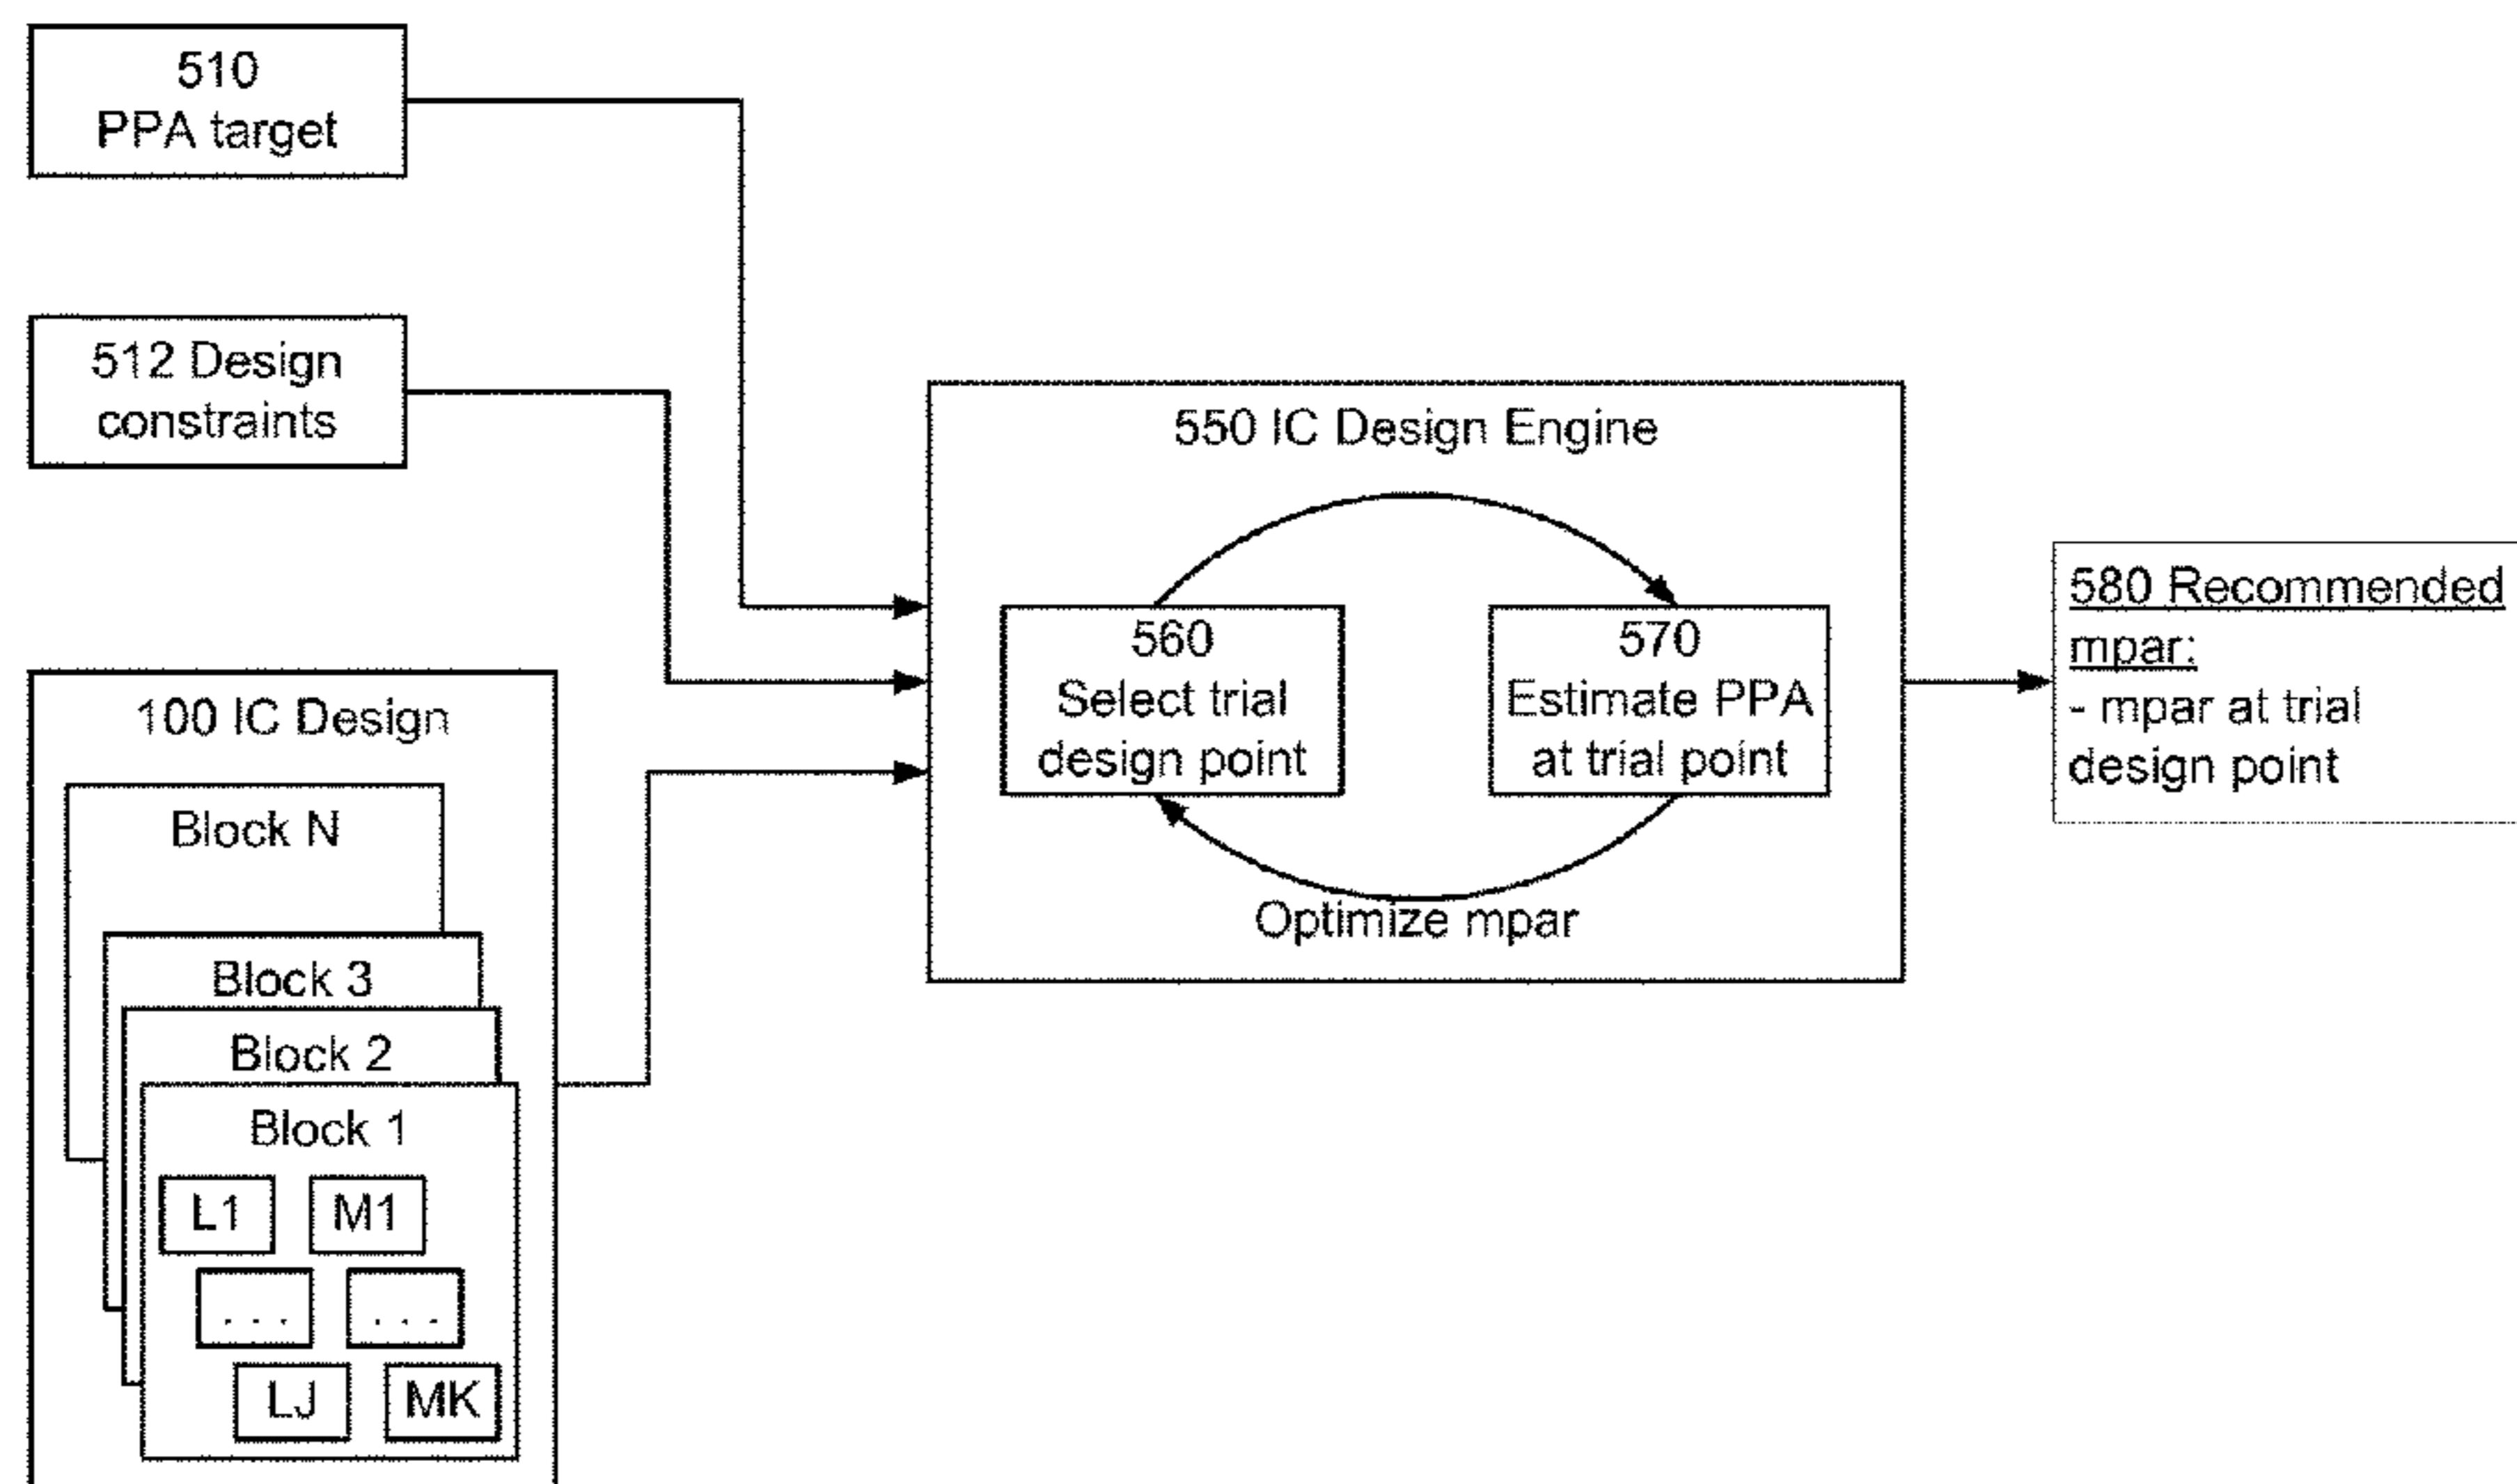 510
PPA target
512 Design
constraints
100 IC Design
Block N
Block 3
Block 2
Block 1
L1 M1
. . . . . .
LJ MK
550 IC Design Engine
560
Select trial
design point
570
Estimate PPA
at trial point
Optimize mpar
580 Recommended
mpar:
- mpar at trial
design point